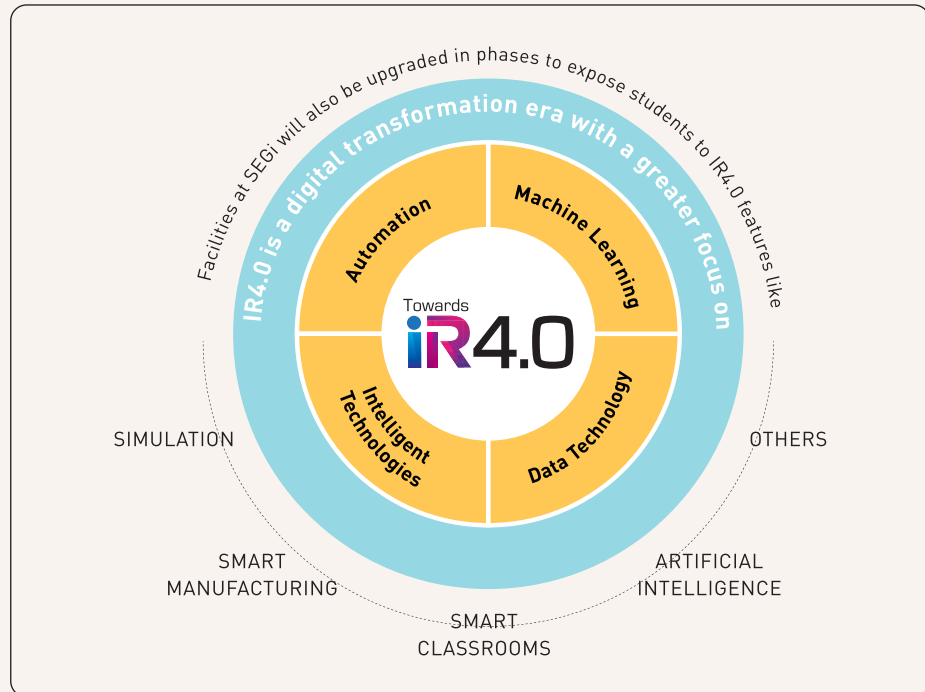 Facilities at SEGi will also be upgraded in phases to expose students to IR4.0 features like
IR4.0 is a digital transformation era with a greater focus on
Automation
Machine Learning
Towards
iR4.0
Intelligent
Technologies
Data Technology
SIMULATION
OTHERS
SMART
MANUFACTURING
ARTIFICIAL
INTELLIGENCE
SMART
CLASSROOMS